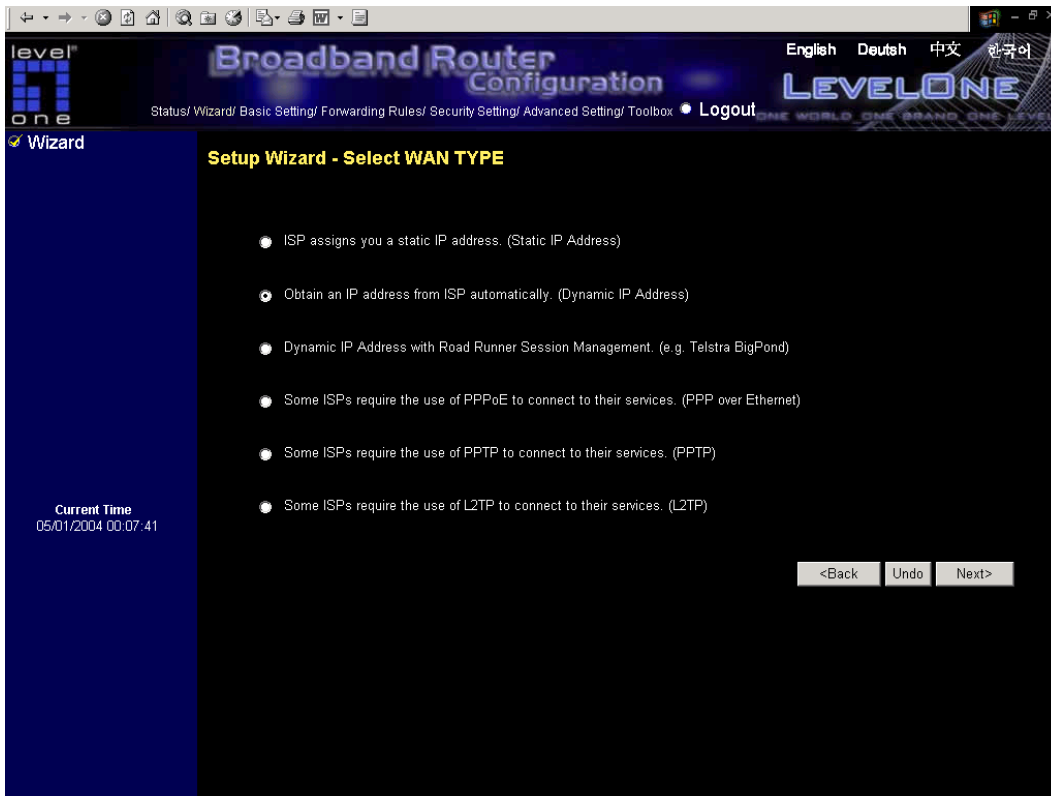 level"
one
Broadband Router
Configuration
English Deutsh 中文 한국어
LEVELONE
ONE WORLD_ONE BRAND_ONE LEVEL
Status/ Wizard/ Basic Setting/ Forwarding Rules/ Security Setting/ Advanced Setting/ Toolbox Logout
Wizard
Setup Wizard - Select WAN TYPE
ISP assigns you a static IP address. (Static IP Address)
Obtain an IP address from ISP automatically. (Dynamic IP Address)
Dynamic IP Address with Road Runner Session Management. (e.g. Telstra BigPond)
Some ISPs require the use of PPPoE to connect to their services. (PPP over Ethernet)
Some ISPs require the use of PPTP to connect to their services. (PPTP)
Some ISPs require the use of L2TP to connect to their services. (L2TP)
Current Time
05/01/2004 00:07:41
<Back Undo Next>